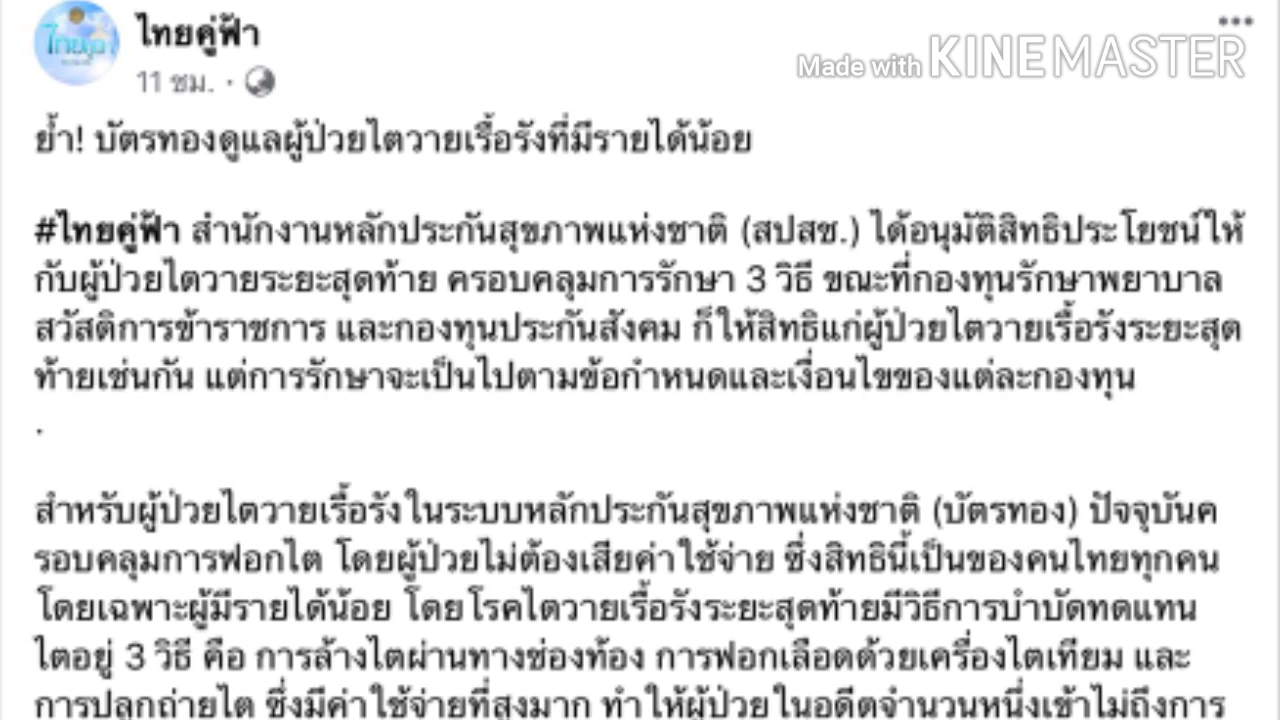 ไทยคู่ฟ้า
11 ชม. ·
Made with KINEMASTER
ย้ำ! บัตรทองดูแลผู้ป่วยไตวายเรื้อรังที่มีรายได้น้อย
#ไทยคู่ฟ้า สำนักงานหลักประกันสุขภาพแห่งชาติ (สปสช.) ได้อนุมัติสิทธิประโยชน์ให้
กับผู้ป่วยไตวายระยะสุดท้าย ครอบคลุมการรักษา 3 วิธี ขณะที่กองทุนรักษาพยาบาล
สวัสดิการข้าราชการ และกองทุนประกันสังคม ก็ให้สิทธิแก่ผู้ป่วยไตวายเรื้อรังระยะสุด
ท้ายเช่นกัน แต่การรักษาจะเป็นไปตามข้อกำหนดและเงื่อนไขของแต่ละกองทุน
.
สำหรับผู้ป่วยไตวายเรื้อรังในระบบหลักประกันสุขภาพแห่งชาติ (บัตรทอง) ปัจจุบันค
รอบคลุมการฟอกไต โดยผู้ป่วยไม่ต้องเสียค่าใช้จ่าย ซึ่งสิทธินี้เป็นของคนไทยทุกคน
โดยเฉพาะผู้มีรายได้น้อย โดยโรคไตวายเรื้อรังระยะสุดท้ายมีวิธีการบำบัดทดแทน
ไตอยู่ 3 วิธี คือ การล้างไตผ่านทางช่องท้อง การฟอกเลือดด้วยเครื่องไตเทียม และ
การปลูกถ่ายไต ซึ่งมีค่าใช้จ่ายที่สูงมาก ทำให้ผู้ป่วยในอดีตจำนวนหนึ่งเข้าไม่ถึงการ